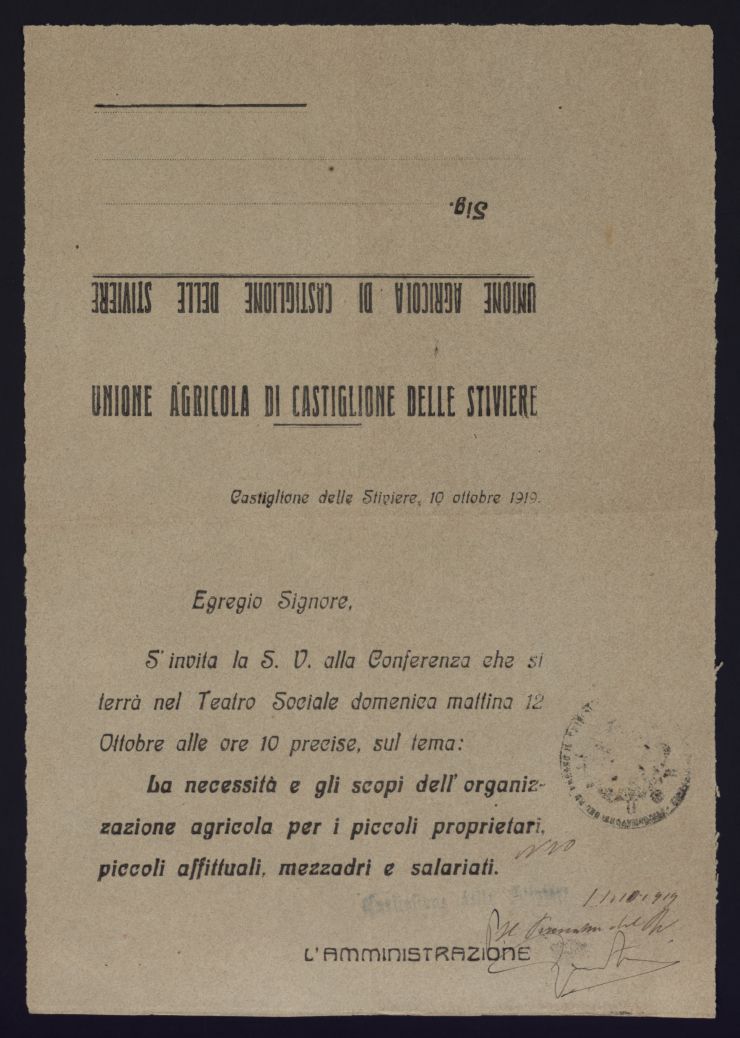 Sig.
UNIONE AGRICOLA DI CASTIGLIONE DELLE STIVIERE
UNIONE AGRICOLA DI CASTIGLIONE DELLE STIVIERE
Castiglione delle Stiviere, 10 ottobre 1919.
Egregio Signore,
S' invita la S. V. alla Conferenza che si
terrà nel Teatro Sociale domenica mattina 12
Ottobre alle ore 10 precise, sul tema:
La necessità e gli scopi dell' organiz-
zazione agricola per i piccoli proprietari,
piccoli affittuali, mezzadri e salariati.
Castiglione delle Stiviere
L'AMMINISTRAZIONE